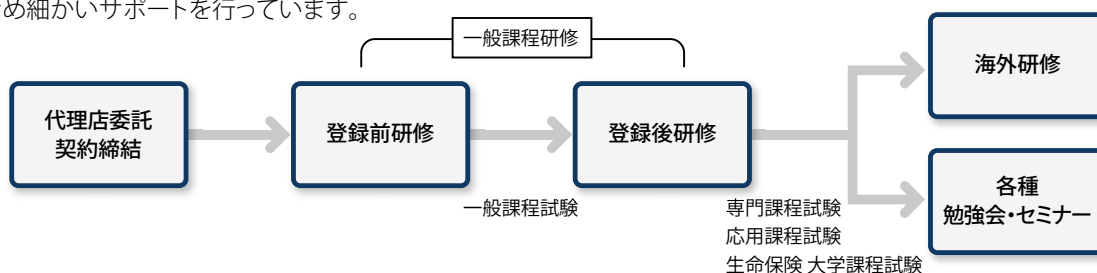 め細かいサポートを行っています。
一般課程研修
代理店委託
契約締結
登録前研修
登録後研修
海外研修
各種
勉強会・セミナー
一般課程試験
専門課程試験
応用課程試験
生命保険 大学課程試験